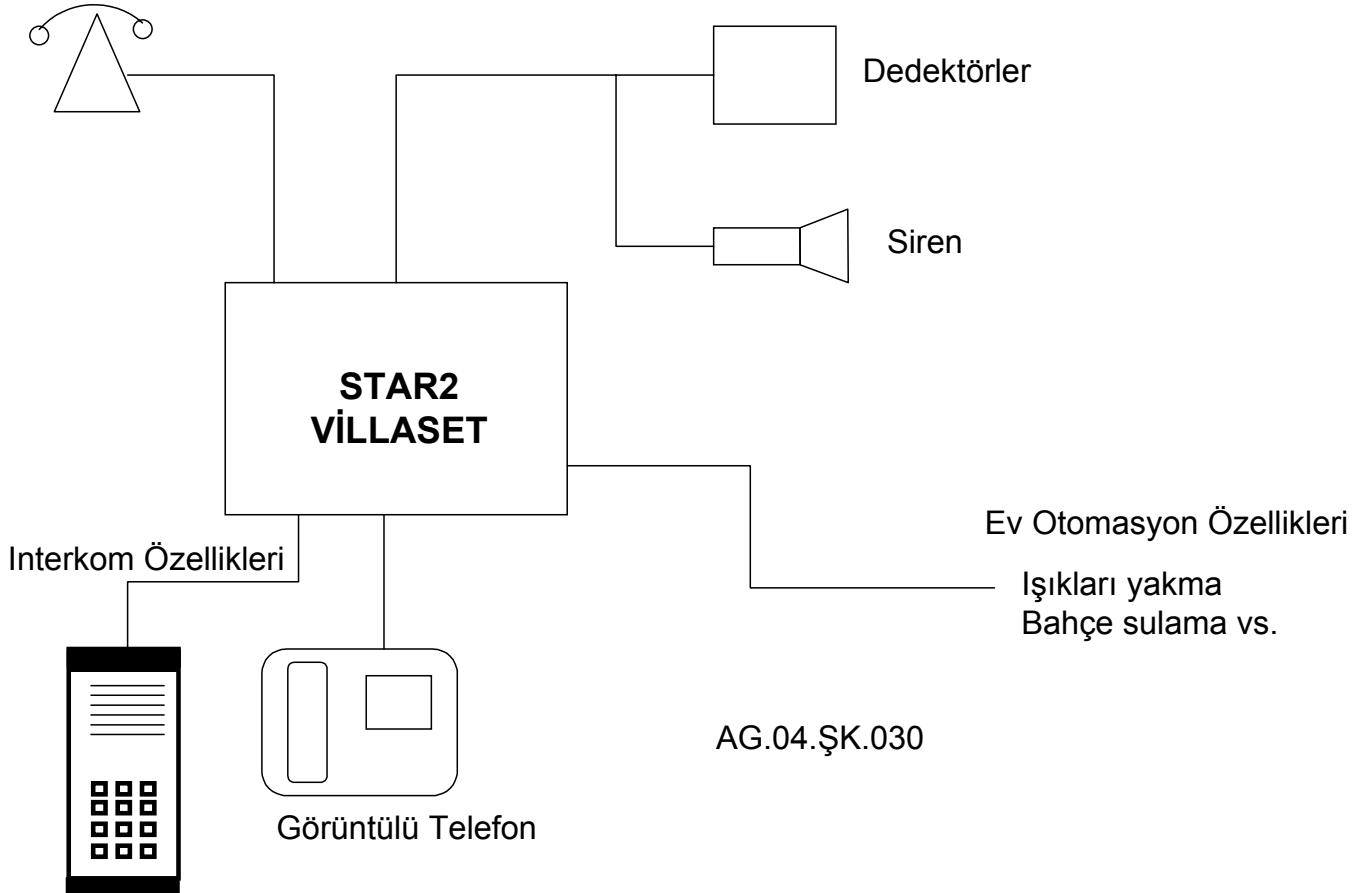 Dedektörler
Siren
STAR2
VİLLASET
Ev Otomasyon Özellikleri
Interkom Özellikleri
Işıkları yakma
Bahçe sulama vs.
AG.04.ŞK.030
Görüntülü Telefon